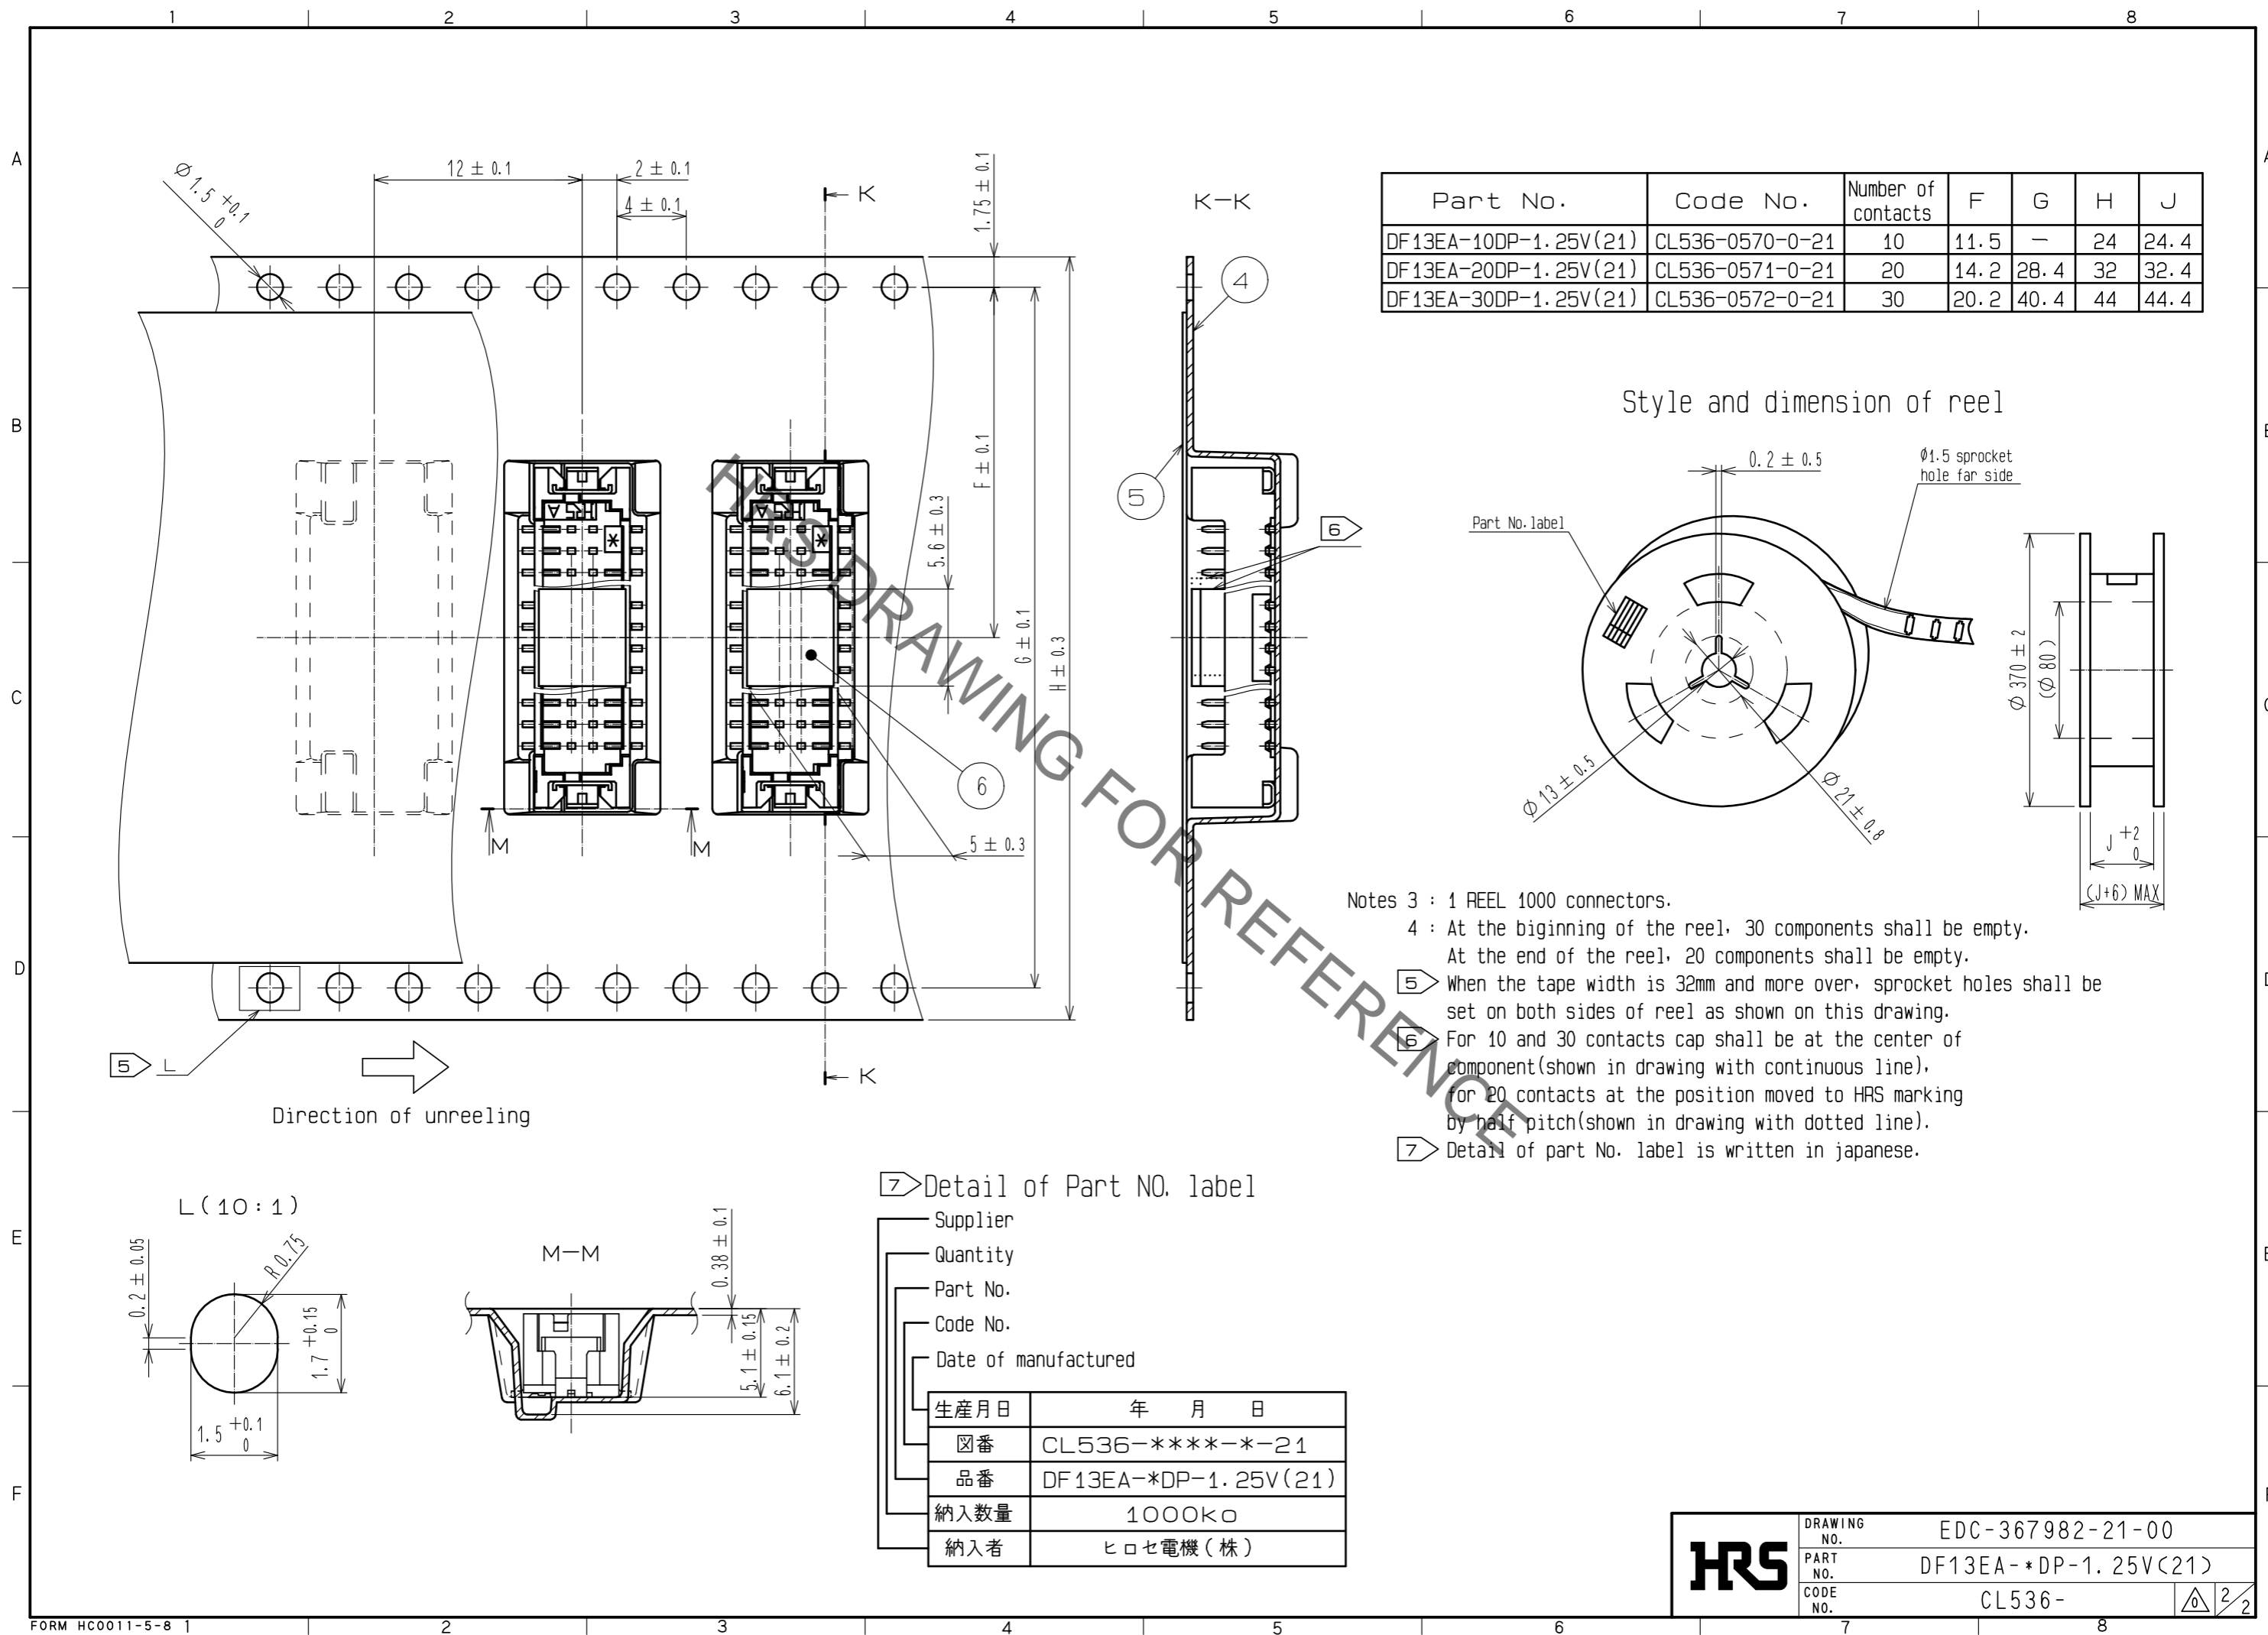 1 2 3 4 5 6 7 8
A
B
C
D
E
F
Ø1.5 +0.1 0
12 ± 0.1
2 ± 0.1
4 ± 0.1
K
1.75 ± 0.1
F ± 0.1
G ± 0.1
H ± 0.3
5.6 ± 0.3
5 ± 0.3
6
M
M
K
5 L
Direction of unreeling
K-K
4
5
6
Part No. Code No. Number of contacts F G H J
DF13EA-10DP-1.25V(21) CL536-0570-0-21 10 11.5 — 24 24.4
DF13EA-20DP-1.25V(21) CL536-0571-0-21 20 14.2 28.4 32 32.4
DF13EA-30DP-1.25V(21) CL536-0572-0-21 30 20.2 40.4 44 44.4
Style and dimension of reel
0.2 ± 0.5
Ø1.5 sprocket
hole far side
Part No. label
Ø 13 ± 0.5
Ø 21 ± 0.8
Ø 370 ± 2
(Ø 80)
J +2 0
(J+6) MAX
HRS DRAWING FOR REFERENCE
Notes 3 : 1 REEL 1000 connectors.
4 : At the biginning of the reel, 30 components shall be empty.
At the end of the reel, 20 components shall be empty.
5 When the tape width is 32mm and more over, sprocket holes shall be
set on both sides of reel as shown on this drawing.
6 For 10 and 30 contacts cap shall be at the center of
component(shown in drawing with continuous line),
for 20 contacts at the position moved to HRS marking
by half pitch(shown in drawing with dotted line).
7 Detail of part No. label is written in japanese.
L(10:1)
0.2 ± 0.05
R 0.75
1.7 +0.15 0
1.5 +0.1 0
M-M
0.38 ± 0.1
5.1 ± 0.15
6.1 ± 0.2
7 Detail of Part NO. label
Supplier
Quantity
Part No.
Code No.
Date of manufactured
生産月日 年 月 日
図番 CL536-****-*-21
品番 DF13EA-*DP-1.25V(21)
納入数量 1000ko
納入者 ヒロセ電機(株)
HRS
DRAWING NO. EDC-367982-21-00
PART NO. DF13EA-*DP-1.25V(21)
CODE NO. CL536- 0 2/2
FORM HC0011-5-8 1 2 3 4 5 6 7 8